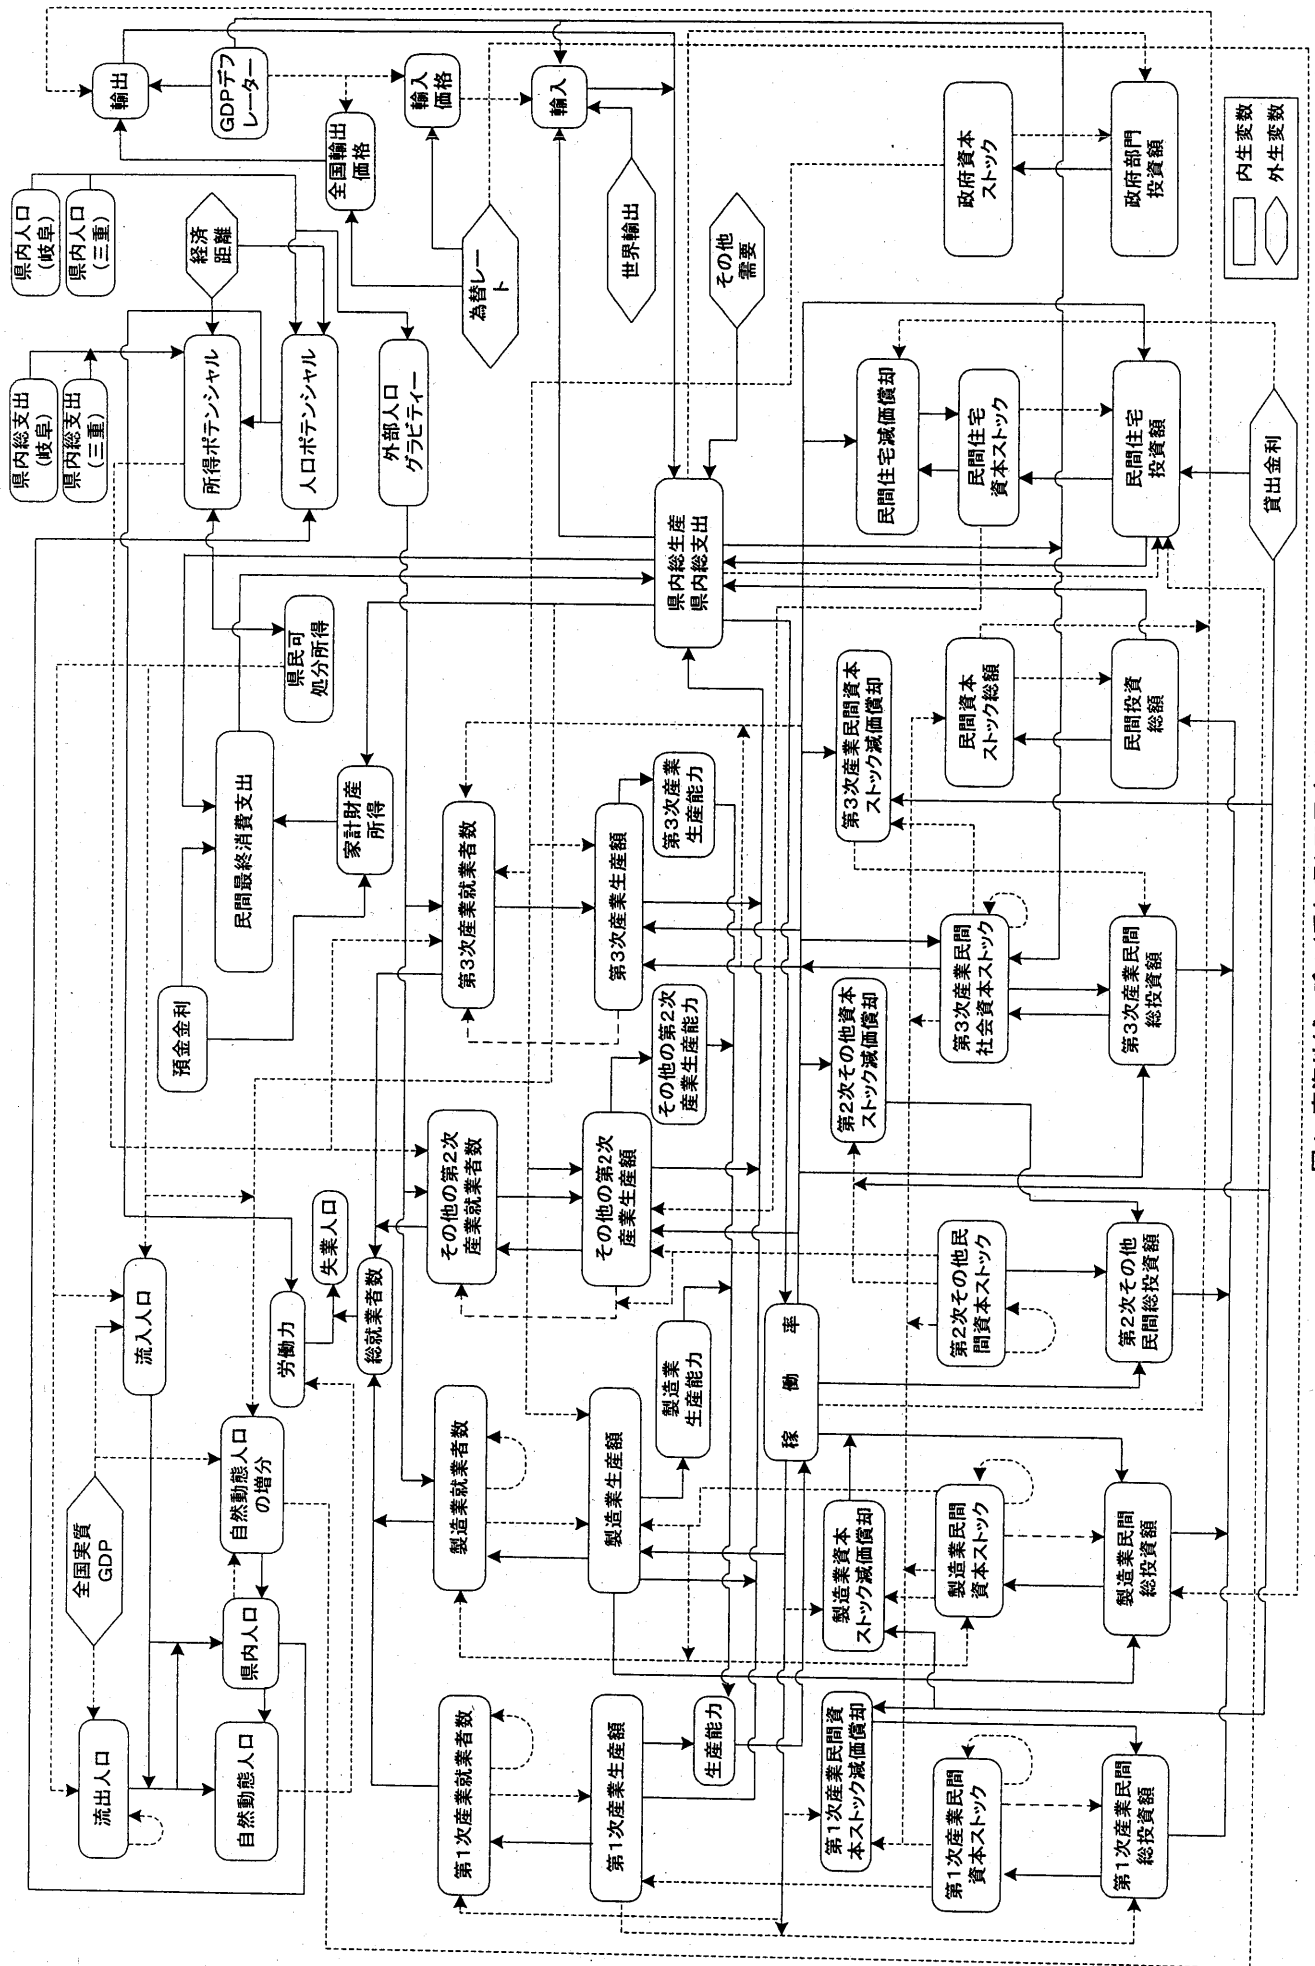 県内人口
(岐阜)
県内人口
(三重)
県内総支出
(岐阜)
県内総支出
(三重)
経済
距離
所得ポテンシャル
人口ポテンシャル
外部人口
グラビティー
輸出
GDPデフ
レーター
全国輸出
価格
輸入
価格
輸入
為替レー
ト
世界輸出
その他
需要
政府資本
ストック
政府部門
投資額
内生変数
外生変数
県民可
処分所得
民間最終消費支出
家計財産
所得
預金金利
県内総生産
県内総支出
民間住宅減価償却
民間住宅
資本ストック
民間住宅
投資額
貸出金利
民間資本
ストック総額
民間投資
総額
流入人口
労働力
失業人口
総就業者数
全国実質
GDP
自然動態人口
の増分
県内人口
流出人口
自然動態人口
第3次産業就業者数
第3次産業生産額
第3次産業
生産能力
その他の第2次
産業就業者数
その他の第2次
産業生産額
その他の第2次
産業生産能力
製造業就業者数
製造業生産額
製造業
生産能力
第1次産業就業者数
第1次産業生産額
生産能力
稼働率
第3次産業民間資本
ストック減価償却
第3次産業民間
社会資本ストック
第3次産業民間
総投資額
第2次その他資本
ストック減価償却
第2次その他民
間資本ストック
第2次その他
民間総投資額
製造業資本
ストック減価償却
製造業民間
資本ストック
製造業民間
総投資額
第1次産業民間資
本ストック減価償却
第1次産業民間
資本ストック
第1次産業民間
総投資額